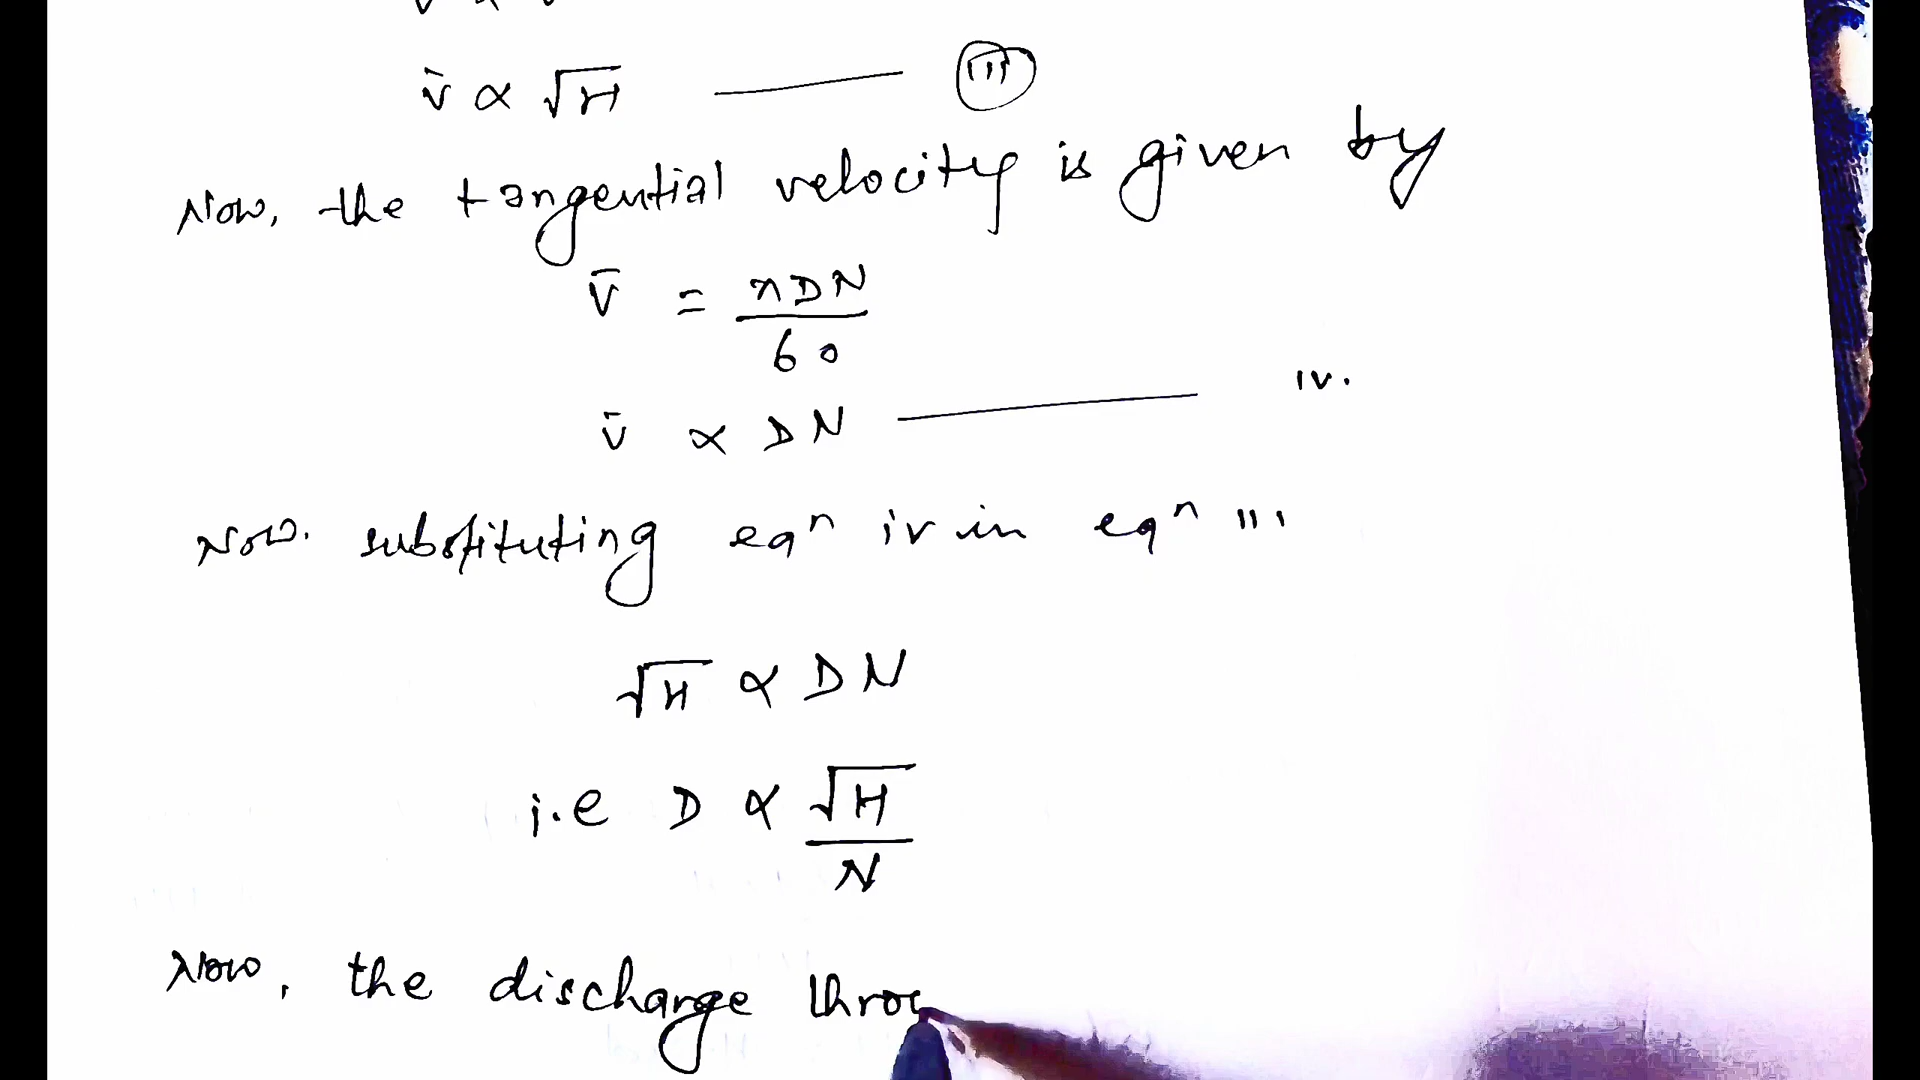 v̄ ∝ √H ——— (III)
Now, the tangential velocity is given by
V̄ = πDN / 60
v̄ ∝ DN ——— iv.
Now. substituting eqⁿ iv in eqⁿ III
√H ∝ DN
i.e D ∝ √H / N
Now, the discharge throu